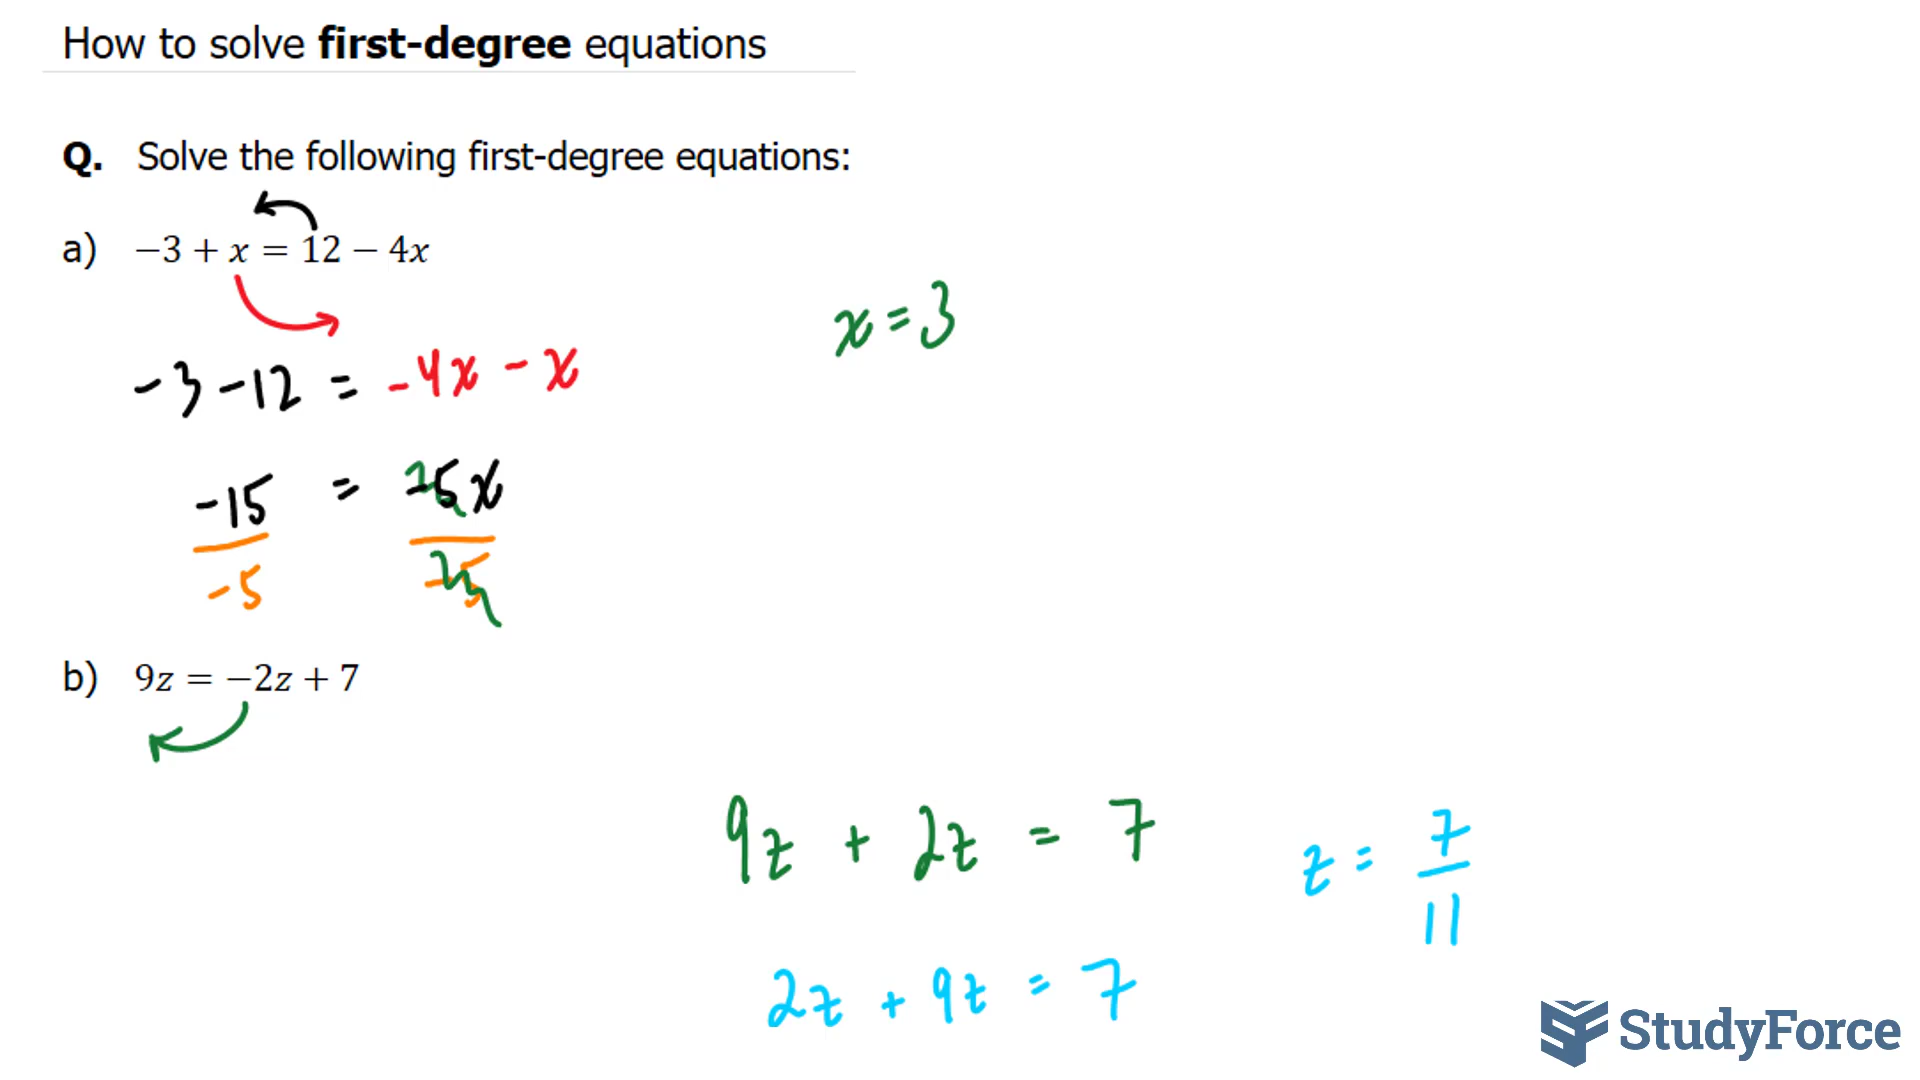 How to solve first-degree equations
Q. Solve the following first-degree equations:
a) −3 + x = 12 − 4x
x = 3
-3 -12 = -4x - x
-15 = -5x
-5 -5
b) 9z = −2z + 7
9z + 2z = 7
z = 7/11
2z + 9z = 7
StudyForce